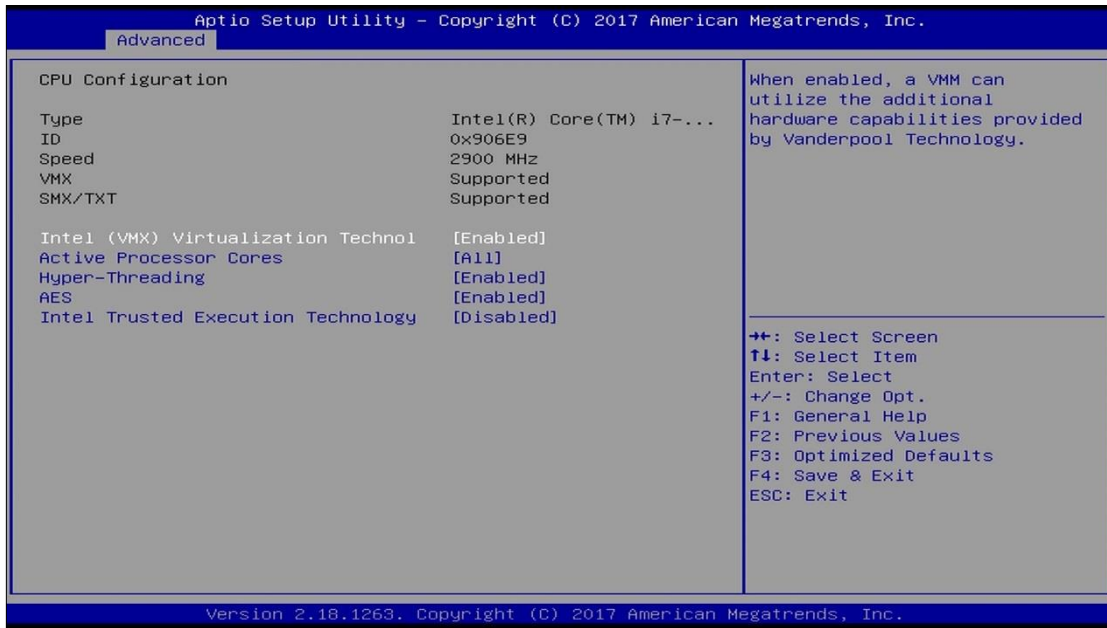 Aptio Setup Utility – Copyright (C) 2017 American Megatrends, Inc.
Advanced
CPU Configuration
Type Intel(R) Core(TM) i7-...
ID 0x906E9
Speed 2900 MHz
VMX Supported
SMX/TXT Supported
Intel (VMX) Virtualization Technol [Enabled]
Active Processor Cores [All]
Hyper-Threading [Enabled]
AES [Enabled]
Intel Trusted Execution Technology [Disabled]
When enabled, a VMM can
utilize the additional
hardware capabilities provided
by Vanderpool Technology.
→←: Select Screen
↑↓: Select Item
Enter: Select
+/-: Change Opt.
F1: General Help
F2: Previous Values
F3: Optimized Defaults
F4: Save & Exit
ESC: Exit
Version 2.18.1263. Copyright (C) 2017 American Megatrends, Inc.